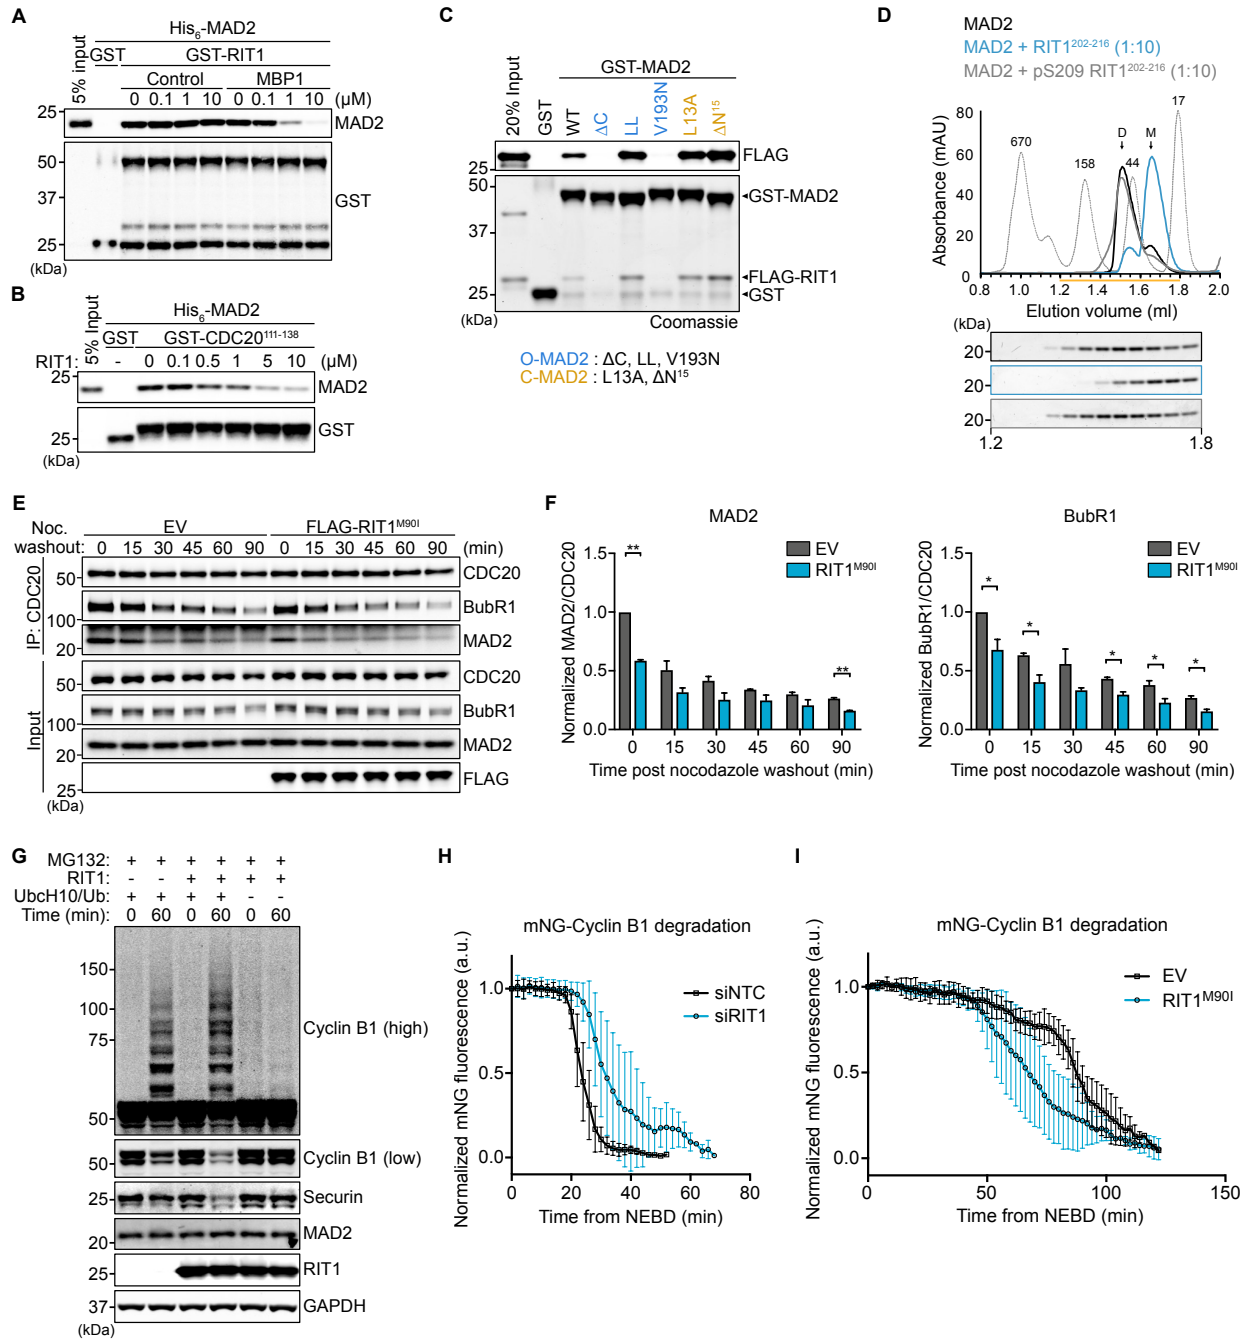 A
His6-MAD2
5% input
GST
GST-RIT1
Control
MBP1
0 0.1 1 10 0 0.1 1 10 (µM)
25
MAD2
50
37
GST
25
(kDa)
B
His6-MAD2
5% Input
GST
GST-CDC20111-138
RIT1: - 0 0.1 0.5 1 5 10 (µM)
25
MAD2
GST
25
(kDa)
C
GST-MAD2
20% Input
GST
WT
ΔC
LL
V193N
L13A
ΔN15
FLAG
25
50
GST-MAD2
37
FLAG-RIT1
25
GST
(kDa)
Coomassie
O-MAD2 : ΔC, LL, V193N
C-MAD2 : L13A, ΔN15
D
MAD2
MAD2 + RIT1202-216 (1:10)
MAD2 + pS209 RIT1202-216 (1:10)
17
80
670
D
M
60
158
44
40
20
0
Absorbance (mAU)
0.8 1.0 1.2 1.4 1.6 1.8 2.0
Elution volume (ml)
(kDa)
20
20
20
1.2
1.8
E
Noc. washout:
EV
FLAG-RIT1M90I
0 15 30 45 60 90 0 15 30 45 60 90 (min)
IP: CDC20
50
CDC20
BubR1
100
MAD2
20
Input
CDC20
50
BubR1
100
MAD2
20
FLAG
25
(kDa)
F
MAD2
EV
RIT1M90I
Normalized MAD2/CDC20
1.5
1.0
0.5
0.0
**
**
0 15 30 45 60 90
Time post nocodazole washout (min)
BubR1
EV
RIT1M90I
Normalized BubR1/CDC20
1.5
1.0
0.5
0.0
*
*
*
*
*
0 15 30 45 60 90
Time post nocodazole washout (min)
G
MG132: + + + + + +
RIT1: - - + + + +
UbcH10/Ub: + + + + - -
Time (min): 0 60 0 60 0 60
150
100
Cyclin B1 (high)
75
50
50
Cyclin B1 (low)
25
Securin
MAD2
20
25
RIT1
37
GAPDH
(kDa)
H
mNG-Cyclin B1 degradation
siNTC
siRIT1
Normalized mNG fluorescence (a.u.)
1.0
0.5
0.0
0 20 40 60 80
Time from NEBD (min)
I
mNG-Cyclin B1 degradation
EV
RIT1M90I
Normalized mNG fluorescence (a.u.)
1.0
0.5
0.0
0 50 100 150
Time from NEBD (min)